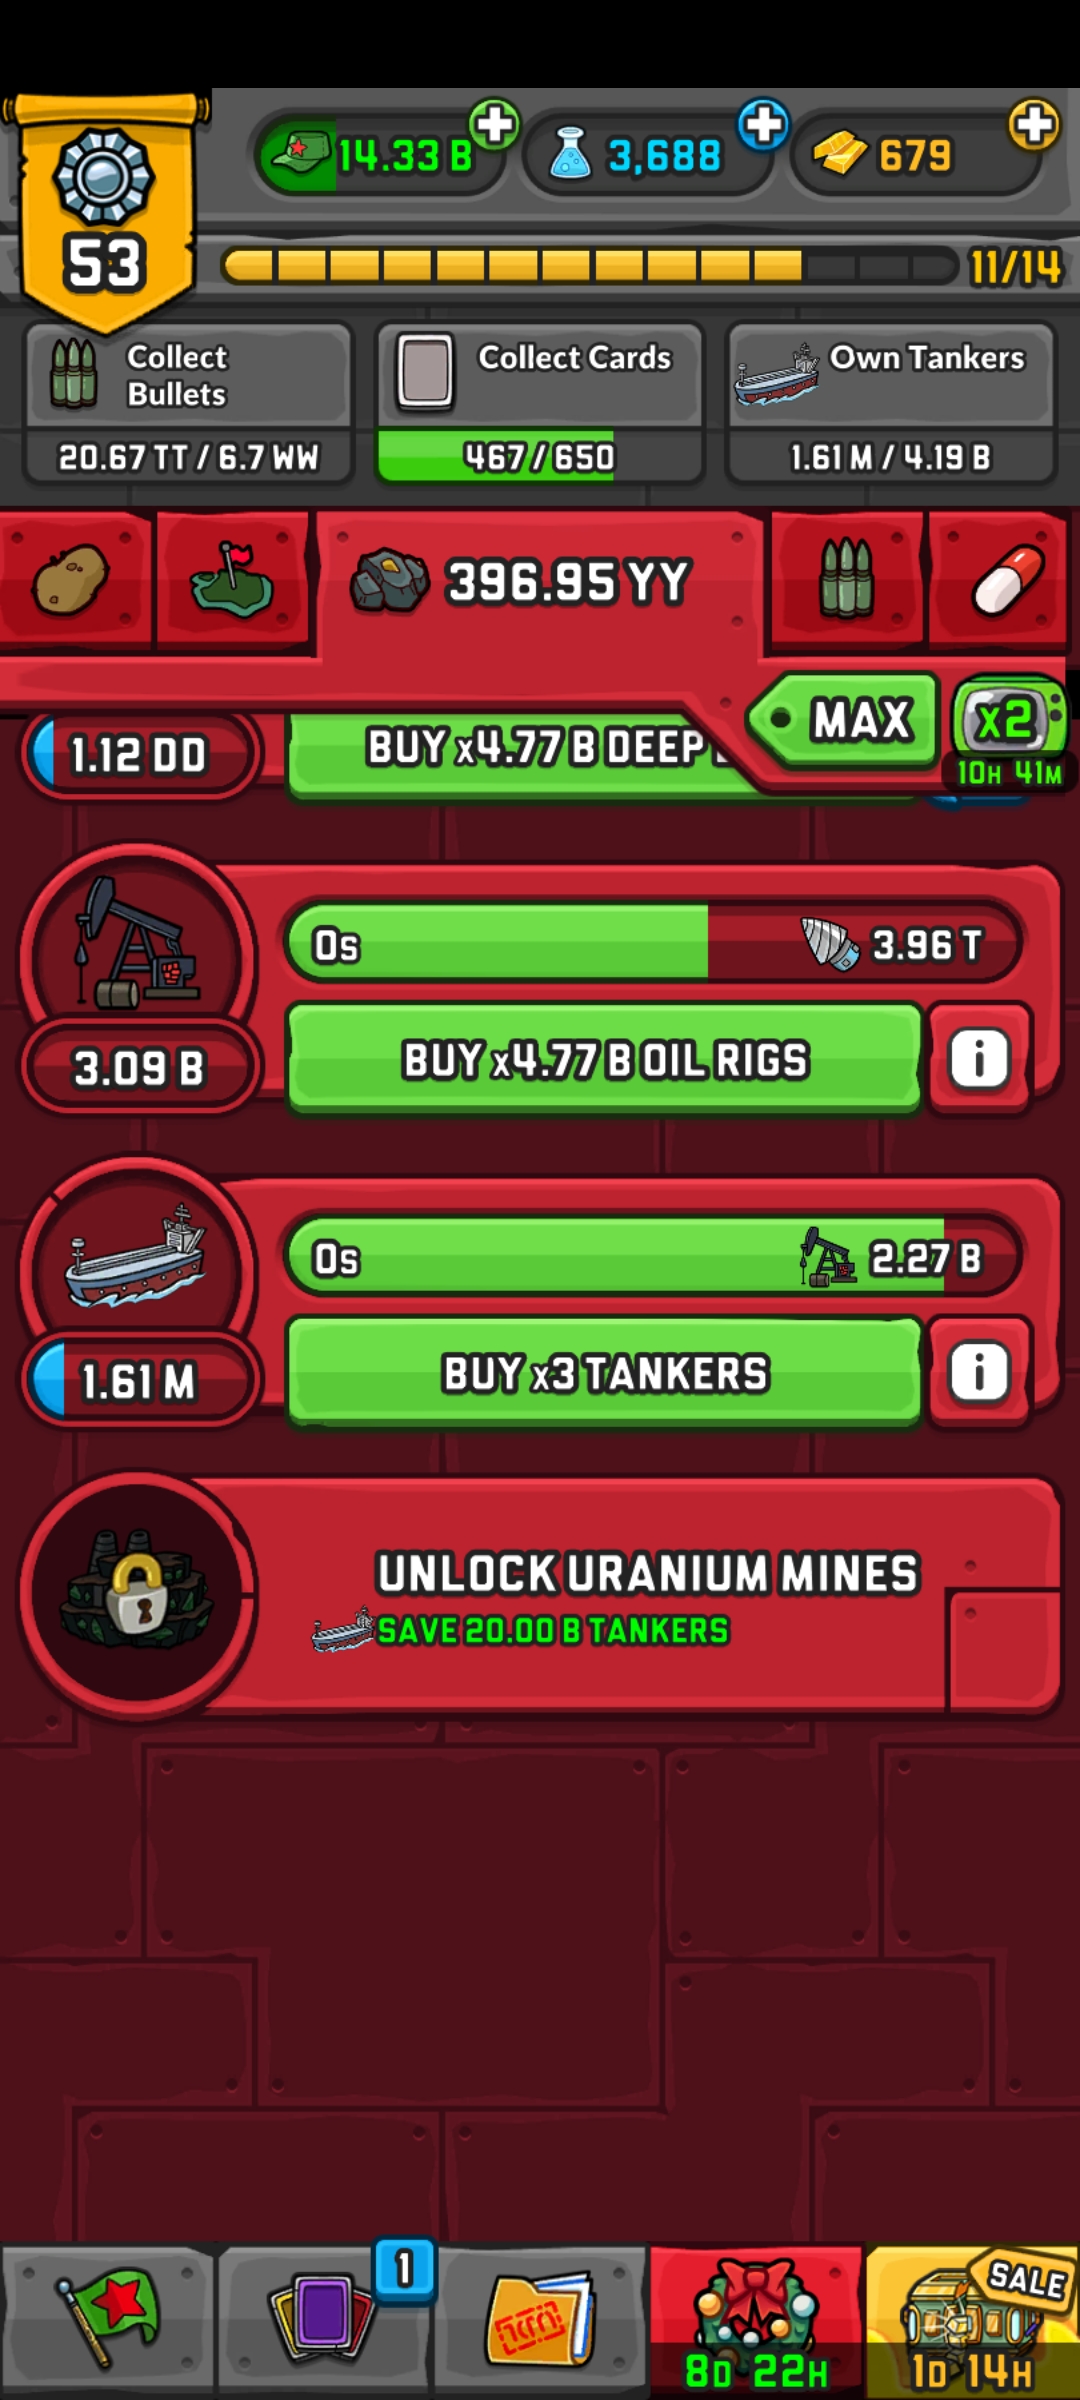 14.33 B
3,688
679
53
11/14
Collect
Bullets
Collect Cards
Own Tankers
20.67 TT / 6.7 WW
467 / 650
1.61 M / 4.19 B
396.95 YY
MAX
x2
10H 41M
1.12 DD
BUY x4.77 B DEEP
0s
3.96 T
3.09 B
BUY x4.77 B OIL RIGS
i
0s
2.27 B
1.61 M
BUY x3 TANKERS
i
UNLOCK URANIUM MINES
SAVE 20.00 B TANKERS
1
SALE
8D 22H
1D 14H